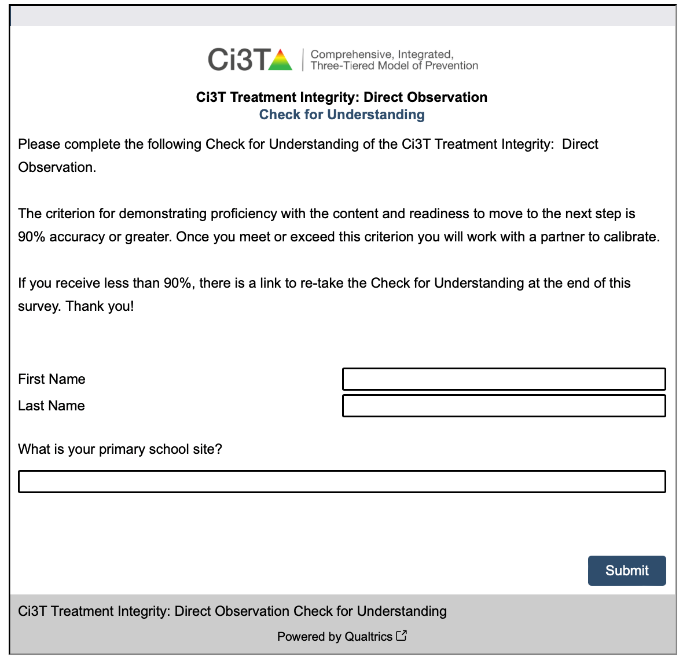 Ci3T
Comprehensive, Integrated,
Three-Tiered Model of Prevention
Ci3T Treatment Integrity: Direct Observation
Check for Understanding
Please complete the following Check for Understanding of the Ci3T Treatment Integrity: Direct
Observation.
The criterion for demonstrating proficiency with the content and readiness to move to the next step is
90% accuracy or greater. Once you meet or exceed this criterion you will work with a partner to calibrate.
If you receive less than 90%, there is a link to re-take the Check for Understanding at the end of this
survey. Thank you!
First Name
Last Name
What is your primary school site?
Submit
Ci3T Treatment Integrity: Direct Observation Check for Understanding
Powered by Qualtrics